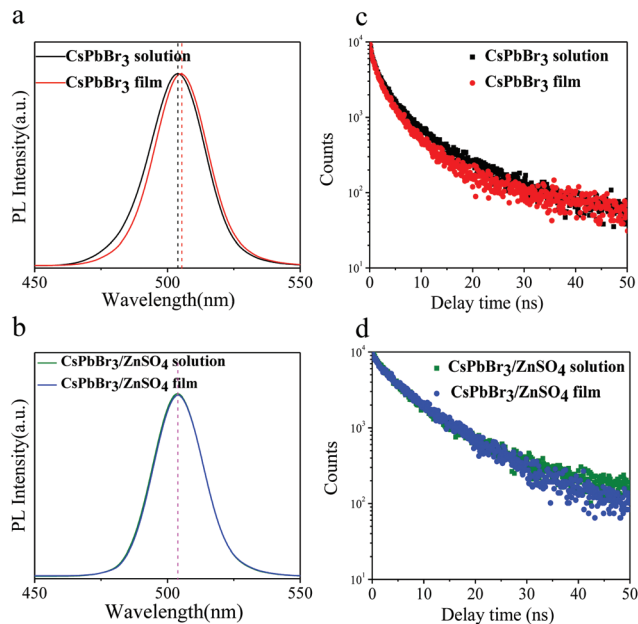 a
CsPbBr3 solution
CsPbBr3 film
PL Intensity(a.u.)
450
500
550
Wavelength(nm)
c
CsPbBr3 solution
CsPbBr3 film
10^4
10^3
10^2
10^1
Counts
0
10
20
30
40
50
Delay time (ns)
b
CsPbBr3/ZnSO4 solution
CsPbBr3/ZnSO4 film
PL Intensity(a.u.)
450
500
550
Wavelength(nm)
d
CsPbBr3/ZnSO4 solution
CsPbBr3/ZnSO4 film
10^4
10^3
10^2
10^1
Counts
0
10
20
30
40
50
Delay time (ns)